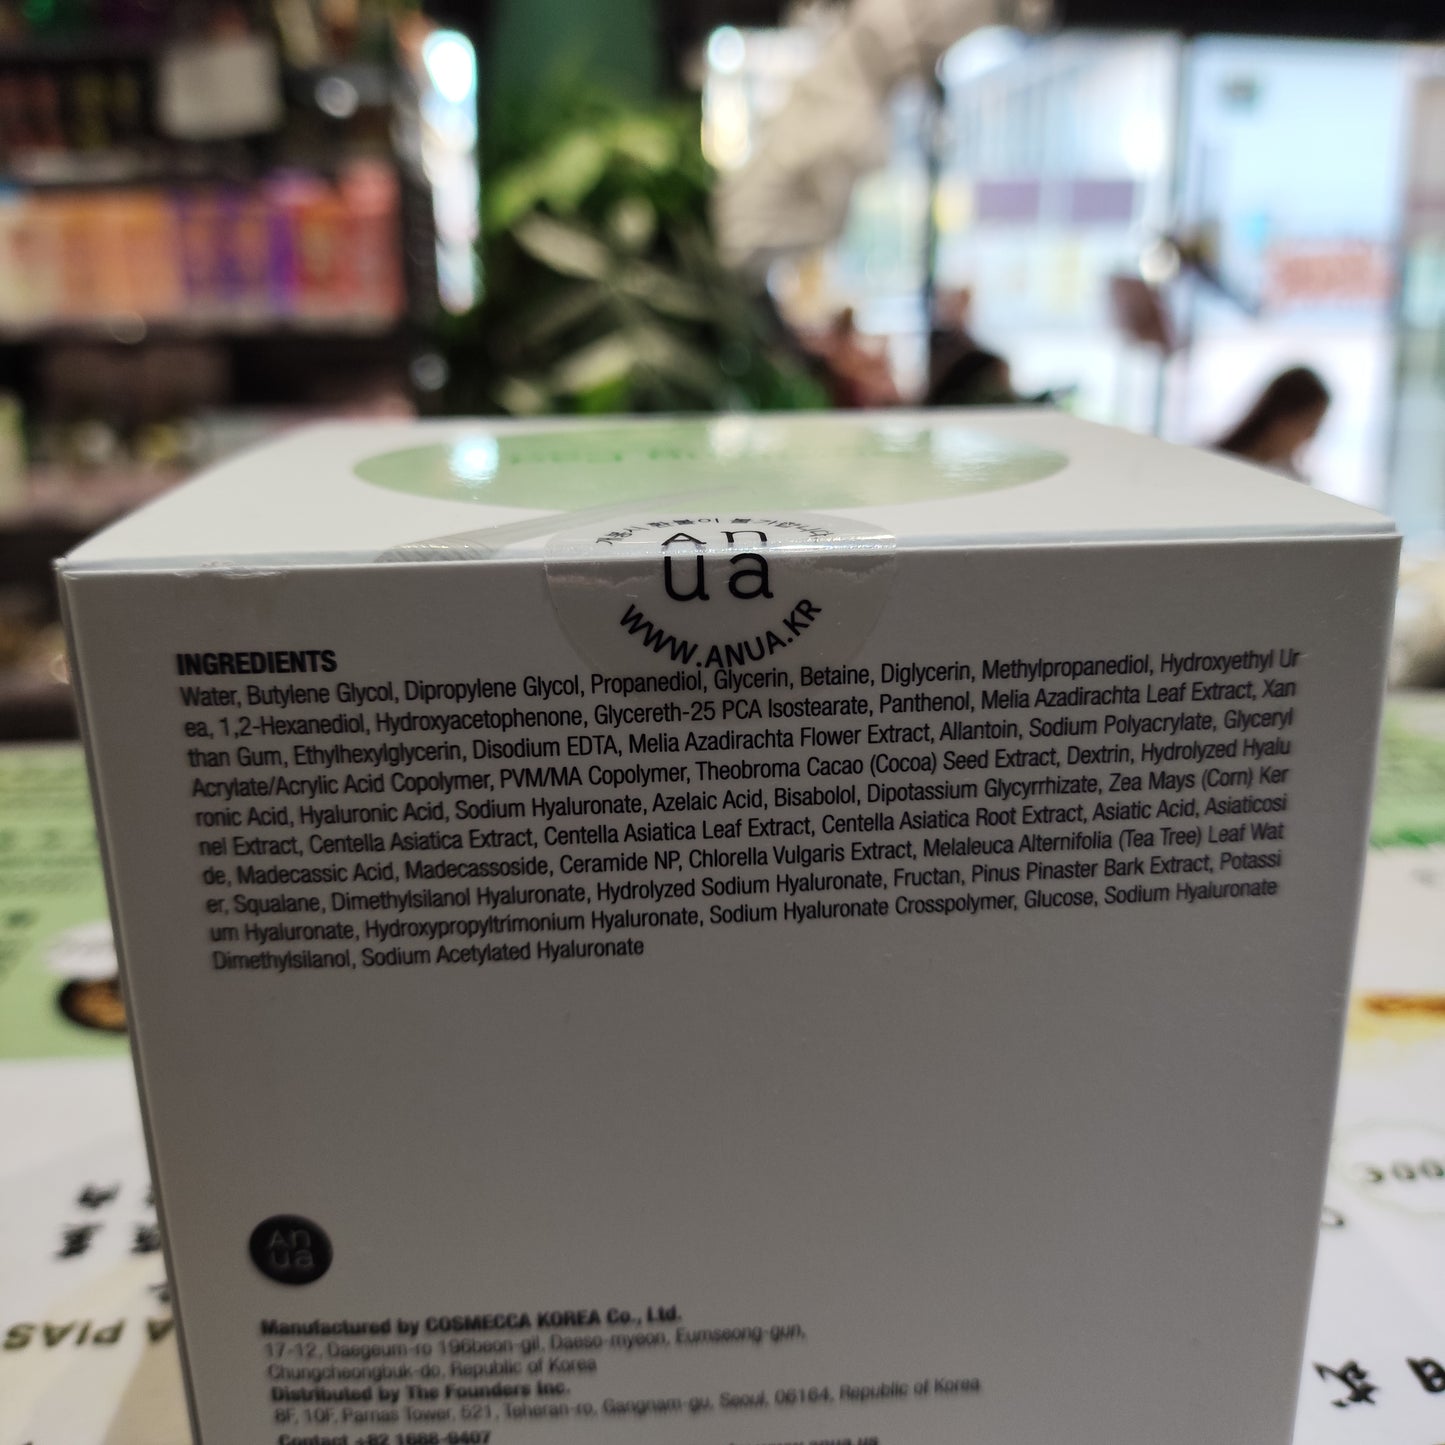 An
ua
WWW.ANUA.KR
INGREDIENTS
Water, Butylene Glycol, Dipropylene Glycol, Propanediol, Glycerin, Betaine, Diglycerin, Methylpropanediol, Hydroxyethyl Ur
ea, 1,2-Hexanediol, Hydroxyacetophenone, Glycereth-25 PCA Isostearate, Panthenol, Melia Azadirachta Leaf Extract, Xan
than Gum, Ethylhexylglycerin, Disodium EDTA, Melia Azadirachta Flower Extract, Allantoin, Sodium Polyacrylate, Glyceryl
Acrylate/Acrylic Acid Copolymer, PVM/MA Copolymer, Theobroma Cacao (Cocoa) Seed Extract, Dextrin, Hydrolyzed Hyalu
ronic Acid, Hyaluronic Acid, Sodium Hyaluronate, Azelaic Acid, Bisabolol, Dipotassium Glycyrrhizate, Zea Mays (Corn) Ker
nel Extract, Centella Asiatica Extract, Centella Asiatica Leaf Extract, Centella Asiatica Root Extract, Asiatic Acid, Asiaticosi
de, Madecassic Acid, Madecassoside, Ceramide NP, Chlorella Vulgaris Extract, Melaleuca Alternifolia (Tea Tree) Leaf Wat
er, Squalane, Dimethylsilanol Hyaluronate, Hydrolyzed Sodium Hyaluronate, Fructan, Pinus Pinaster Bark Extract, Potassi
um Hyaluronate, Hydroxypropyltrimonium Hyaluronate, Sodium Hyaluronate Crosspolymer, Glucose, Sodium Hyaluronate
Dimethylsilanol, Sodium Acetylated Hyaluronate
An
ua
Manufactured by COSMECCA KOREA Co., Ltd.
17-12, Daegeum-ro 196beon-gil, Daeso-myeon, Eumseong-gun,
Chungcheongbuk-do, Republic of Korea
Distributed by The Founders Inc.
8F, 10F, Parnas Tower, 521, Teheran-ro, Gangnam-gu, Seoul, 06164, Republic of Korea
Contact +82 1688-9407